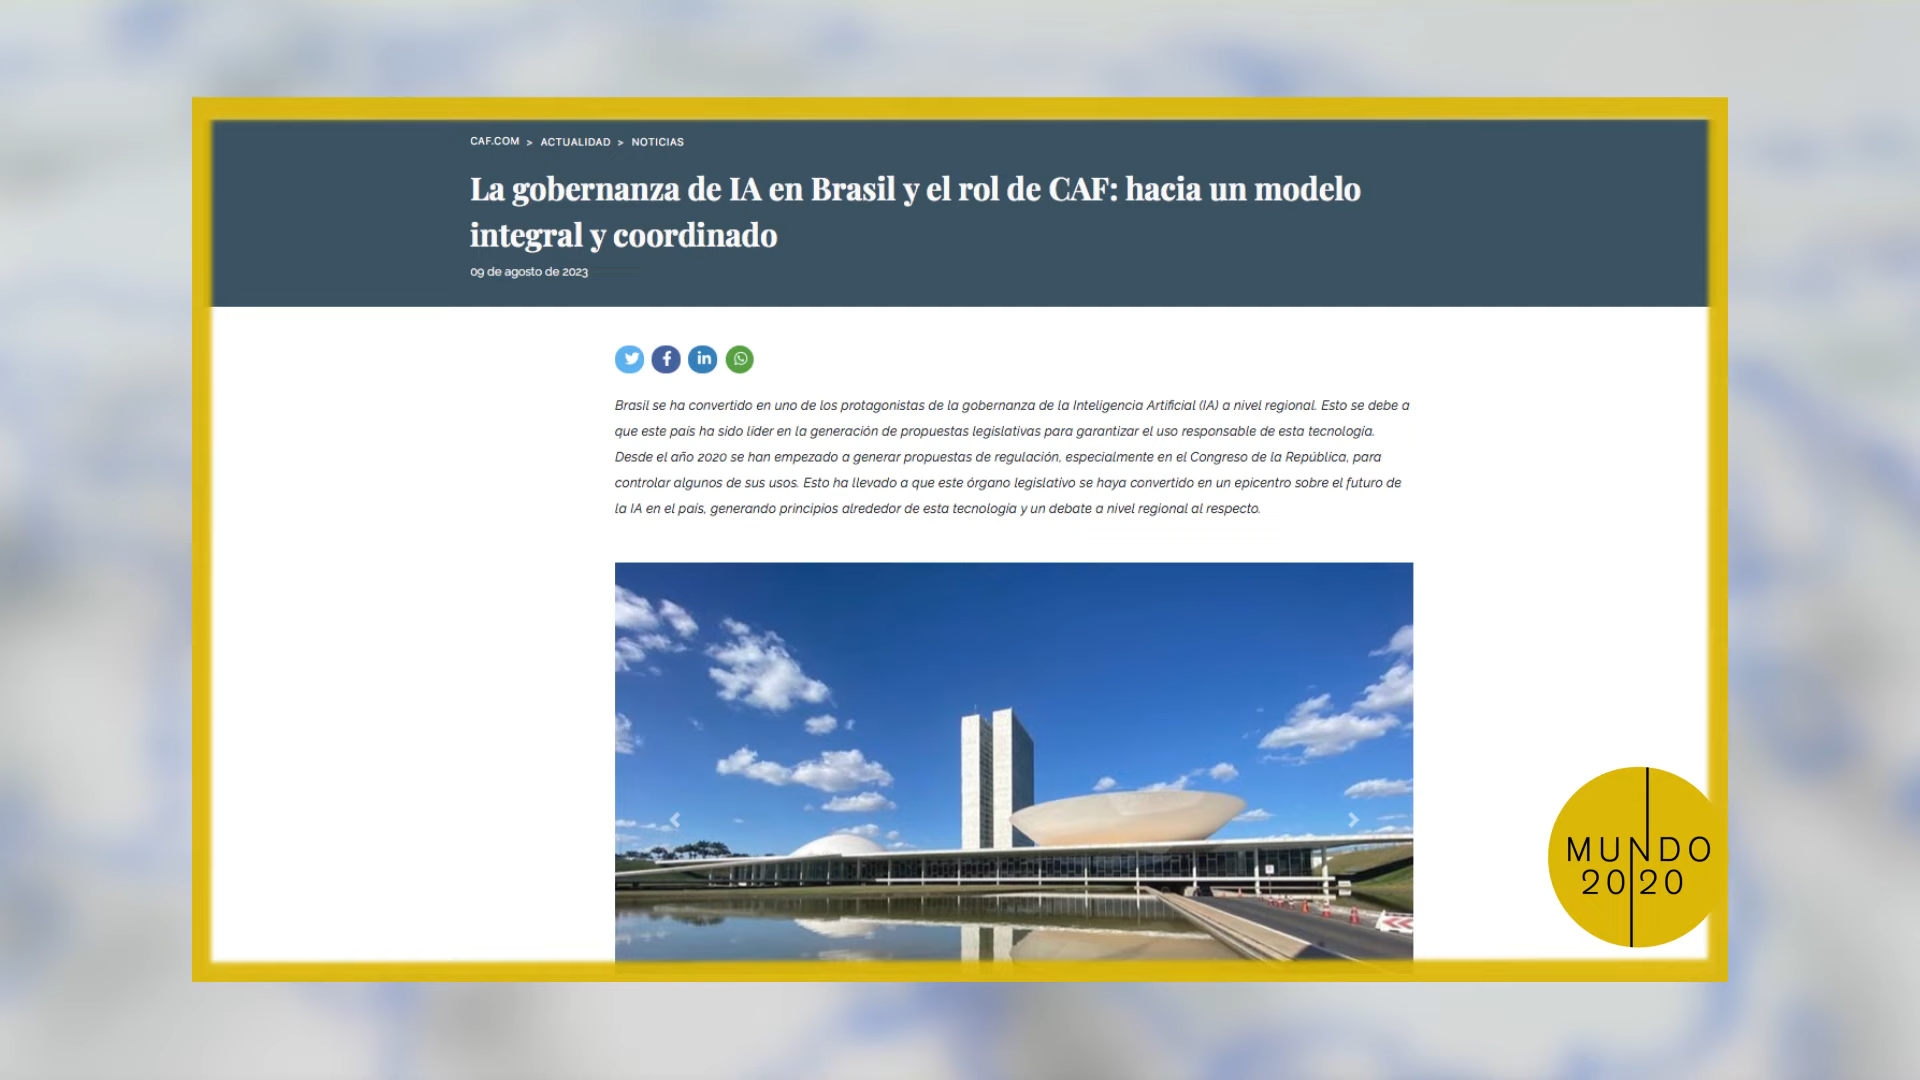 CAF.COM > ACTUALIDAD > NOTICIAS
La gobernanza de IA en Brasil y el rol de CAF: hacia un modelo
integral y coordinado
09 de agosto de 2023
Brasil se ha convertido en uno de los protagonistas de la gobernanza de la Inteligencia Artificial (IA) a nivel regional. Esto se debe a
que este país ha sido líder en la generación de propuestas legislativas para garantizar el uso responsable de esta tecnología.
Desde el año 2020 se han empezado a generar propuestas de regulación, especialmente en el Congreso de la República, para
controlar algunos de sus usos. Esto ha llevado a que este órgano legislativo se haya convertido en un epicentro sobre el futuro de
la IA en el país, generando principios alrededor de esta tecnología y un debate a nivel regional al respecto.
MUNDO
2020